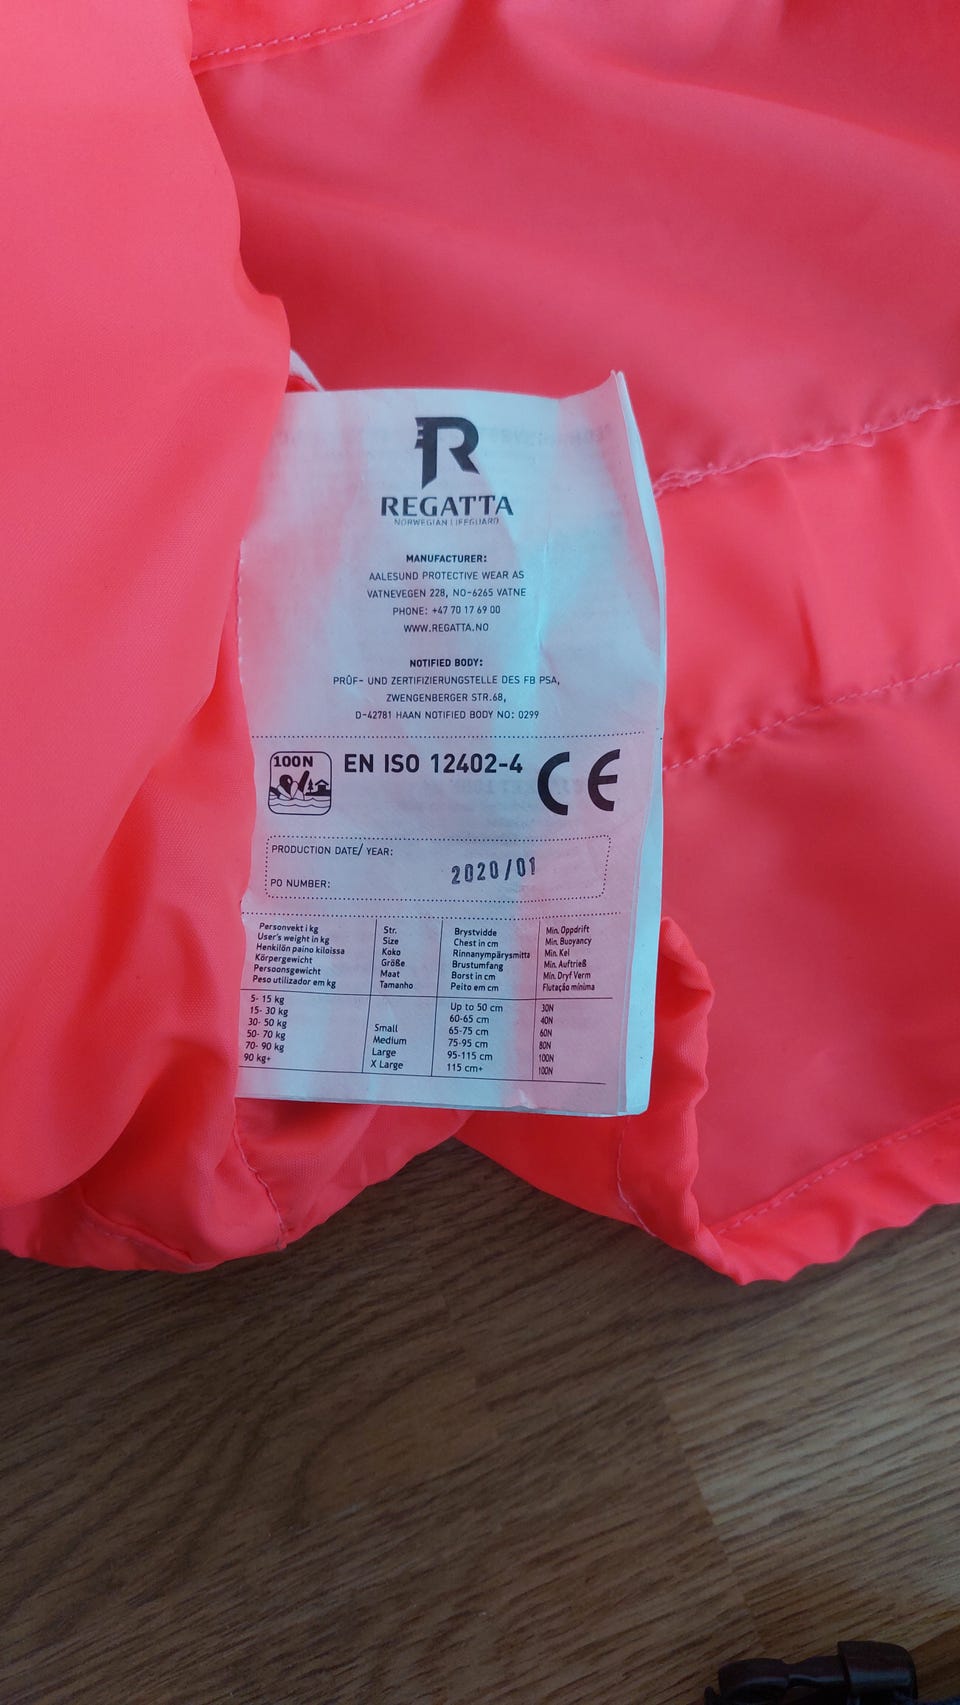 REGATTA
NORWEGIAN LIFEGUARD
MANUFACTURER:
AALESUND PROTECTIVE WEAR AS
VATNEVEGEN 228, NO-6265 VATNE
PHONE: +47 70 17 69 00
WWW.REGATTA.NO
NOTIFIED BODY:
PRÜF- UND ZERTIFIZIERUNGSTELLE DES FB PSA,
ZWENGENBERGER STR.68,
D-42781 HAAN NOTIFIED BODY NO: 0299
100N EN ISO 12402-4 CE
PRODUCTION DATE/ YEAR:
2020/01
PO NUMBER:
Personvekt i kg Str. Brystvidde Min. Oppdrift
User's weight in kg Size Chest in cm Min. Buoyancy
Henkilön paino kiloissa Koko Rinnanympärysmitta Min. Kel
Körpergewicht Größe Brustumfang Min. Auftrieß
Persoonsgewicht Maat Borst in cm Min. Dryf Verm
Peso utilizador em kg Tamanho Peito em cm Flutação mínima
5- 15 kg Up to 50 cm 30N
15- 30 kg 60-65 cm 40N
30- 50 kg Small 65-75 cm 60N
50- 70 kg Medium 75-95 cm 80N
70- 90 kg Large 95-115 cm 100N
90 kg+ X Large 115 cm+ 100N